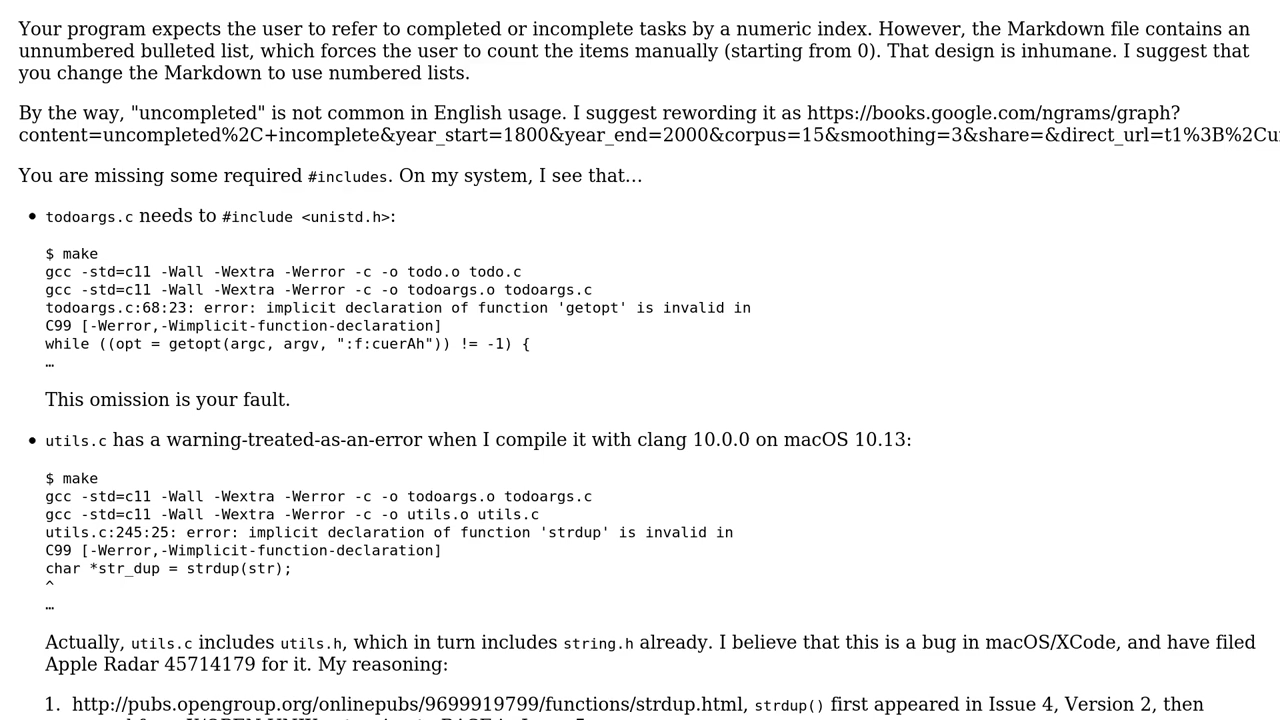 Your program expects the user to refer to completed or incomplete tasks by a numeric index. However, the Markdown file contains an
unnumbered bulleted list, which forces the user to count the items manually (starting from 0). That design is inhumane. I suggest that
you change the Markdown to use numbered lists.
By the way, "uncompleted" is not common in English usage. I suggest rewording it as https://books.google.com/ngrams/graph?
content=uncompleted%2C+incomplete&year_start=1800&year_end=2000&corpus=15&smoothing=3&share=&direct_url=t1%3B%2Cu
You are missing some required #includes. On my system, I see that…
• todoargs.c needs to #include <unistd.h>:
$ make
gcc -std=c11 -Wall -Wextra -Werror -c -o todo.o todo.c
gcc -std=c11 -Wall -Wextra -Werror -c -o todoargs.o todoargs.c
todoargs.c:68:23: error: implicit declaration of function 'getopt' is invalid in
C99 [-Werror,-Wimplicit-function-declaration]
while ((opt = getopt(argc, argv, ":f:cuerAh")) != -1) {
…
This omission is your fault.
• utils.c has a warning-treated-as-an-error when I compile it with clang 10.0.0 on macOS 10.13:
$ make
gcc -std=c11 -Wall -Wextra -Werror -c -o todoargs.o todoargs.c
gcc -std=c11 -Wall -Wextra -Werror -c -o utils.o utils.c
utils.c:245:25: error: implicit declaration of function 'strdup' is invalid in
C99 [-Werror,-Wimplicit-function-declaration]
char *str_dup = strdup(str);
^
…
Actually, utils.c includes utils.h, which in turn includes string.h already. I believe that this is a bug in macOS/XCode, and have filed
Apple Radar 45714179 for it. My reasoning:
1. http://pubs.opengroup.org/onlinepubs/9699919799/functions/strdup.html, strdup() first appeared in Issue 4, Version 2, then